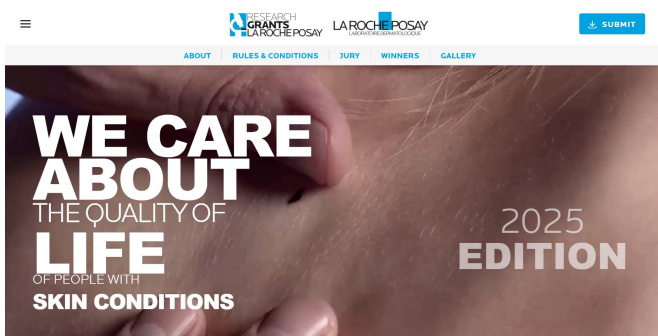 RESEARCH
GRANTS
LA ROCHE POSAY
LA ROCHE POSAY
LABORATOIRE DERMATOLOGIQUE
SUBMIT
ABOUT
RULES & CONDITIONS
JURY
WINNERS
GALLERY
WE CARE
ABOUT
THE QUALITY OF
LIFE
OF PEOPLE WITH
SKIN CONDITIONS
2025
EDITION